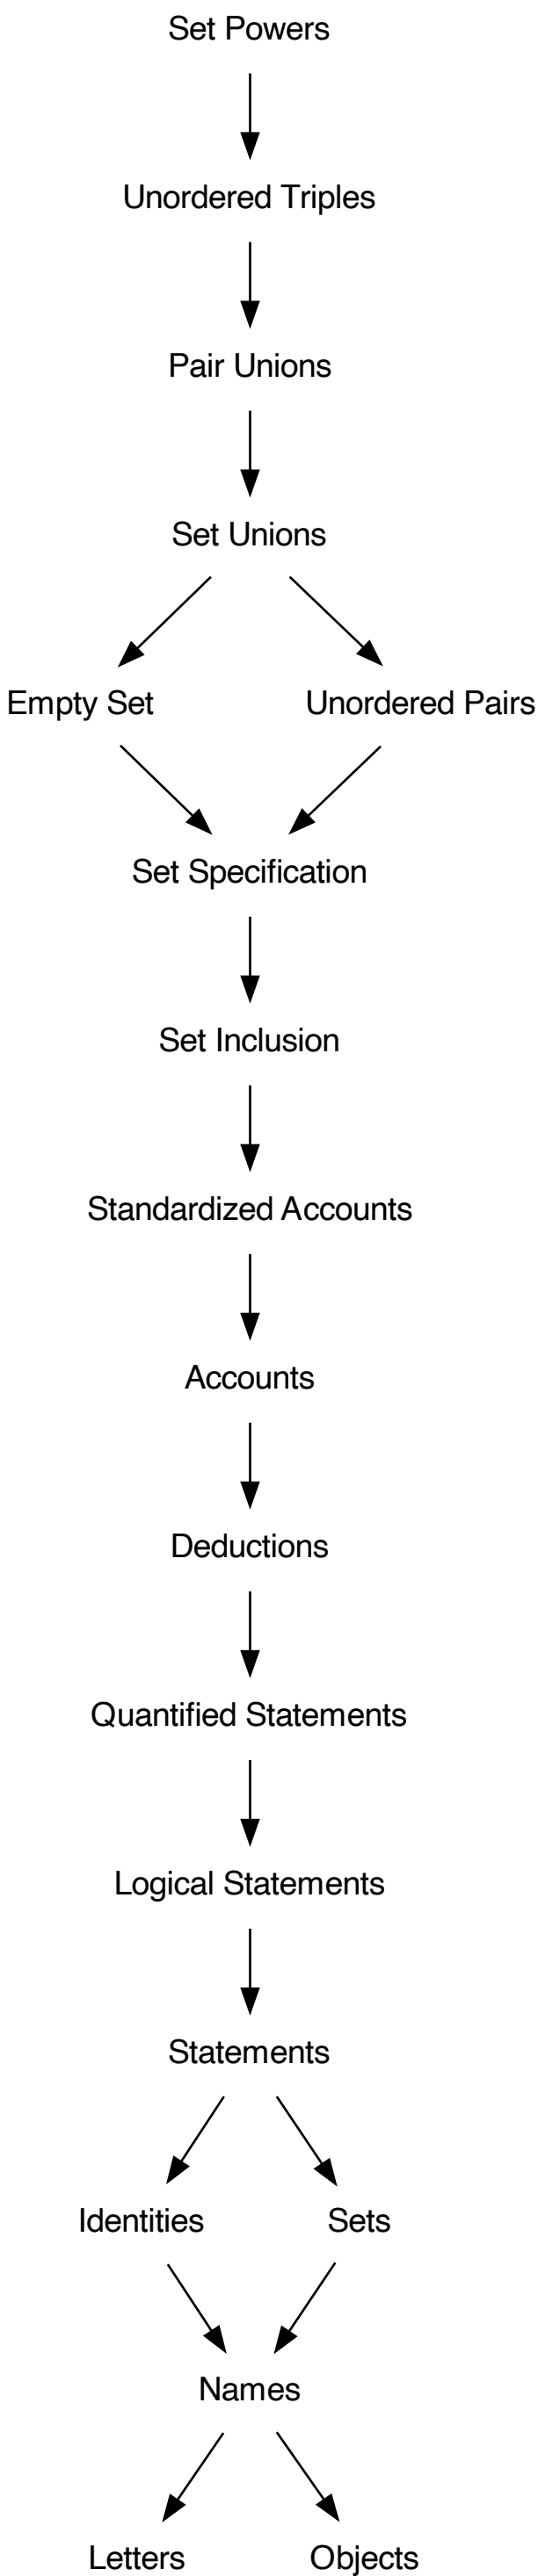 Set Powers
Unordered Triples
Pair Unions
Set Unions
Empty Set
Unordered Pairs
Set Specification
Set Inclusion
Standardized Accounts
Accounts
Deductions
Quantified Statements
Logical Statements
Statements
Identities
Sets
Names
Letters
Objects